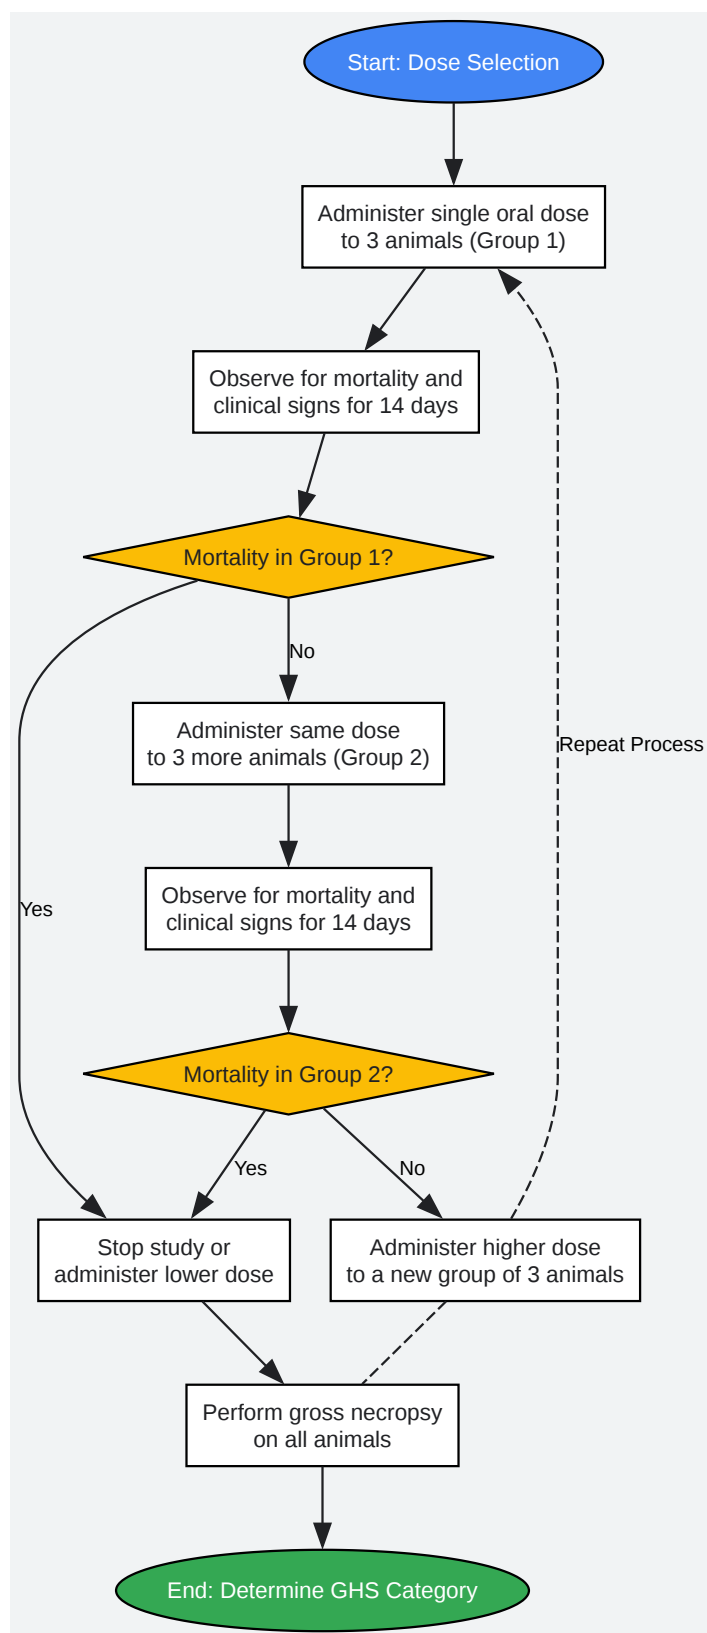 Start: Dose Selection
Administer single oral dose
to 3 animals (Group 1)
Observe for mortality and
clinical signs for 14 days
Mortality in Group 1?
No
Administer same dose
to 3 more animals (Group 2)
Repeat Process
Observe for mortality and
clinical signs for 14 days
Yes
Mortality in Group 2?
Yes
No
Stop study or
administer lower dose
Administer higher dose
to a new group of 3 animals
Perform gross necropsy
on all animals
End: Determine GHS Category